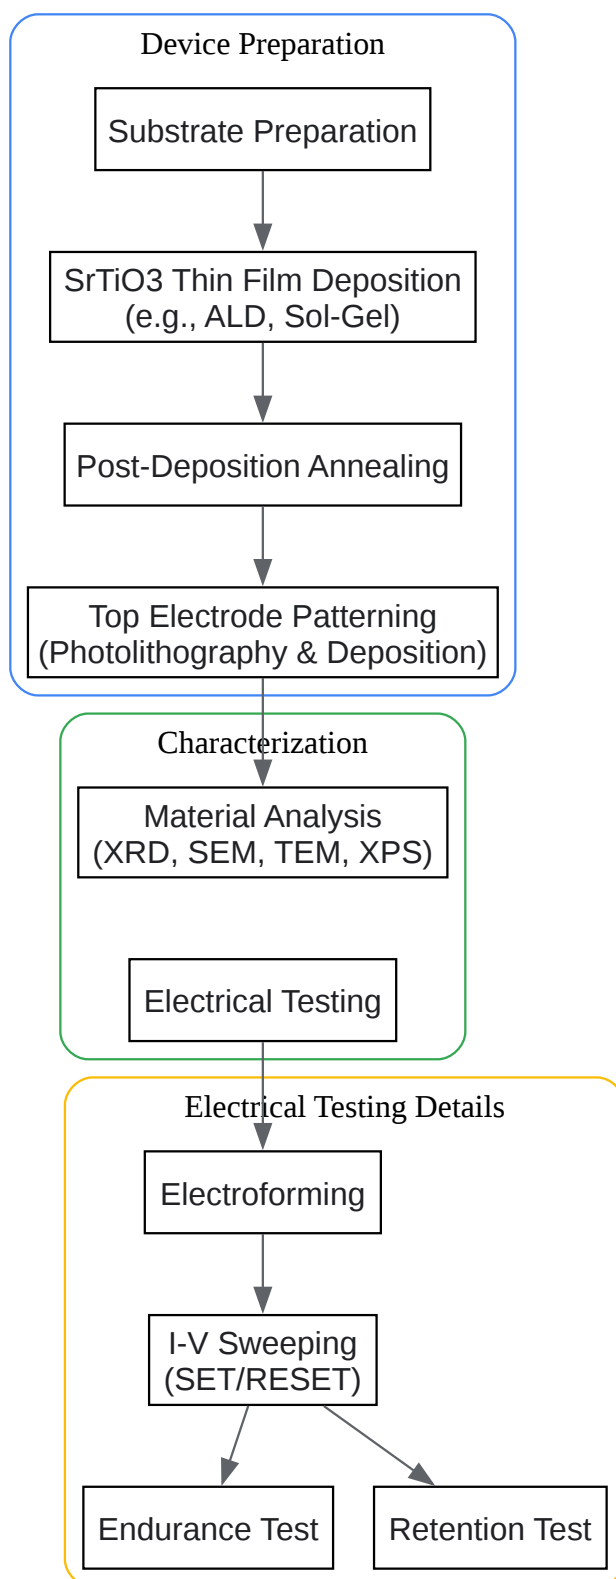 Device Preparation
Substrate Preparation
SrTiO3 Thin Film Deposition
(e.g., ALD, Sol-Gel)
Post-Deposition Annealing
Top Electrode Patterning
(Photolithography & Deposition)
Characterization
Material Analysis
(XRD, SEM, TEM, XPS)
Electrical Testing
Electrical Testing Details
Electroforming
I-V Sweeping
(SET/RESET)
Endurance Test
Retention Test